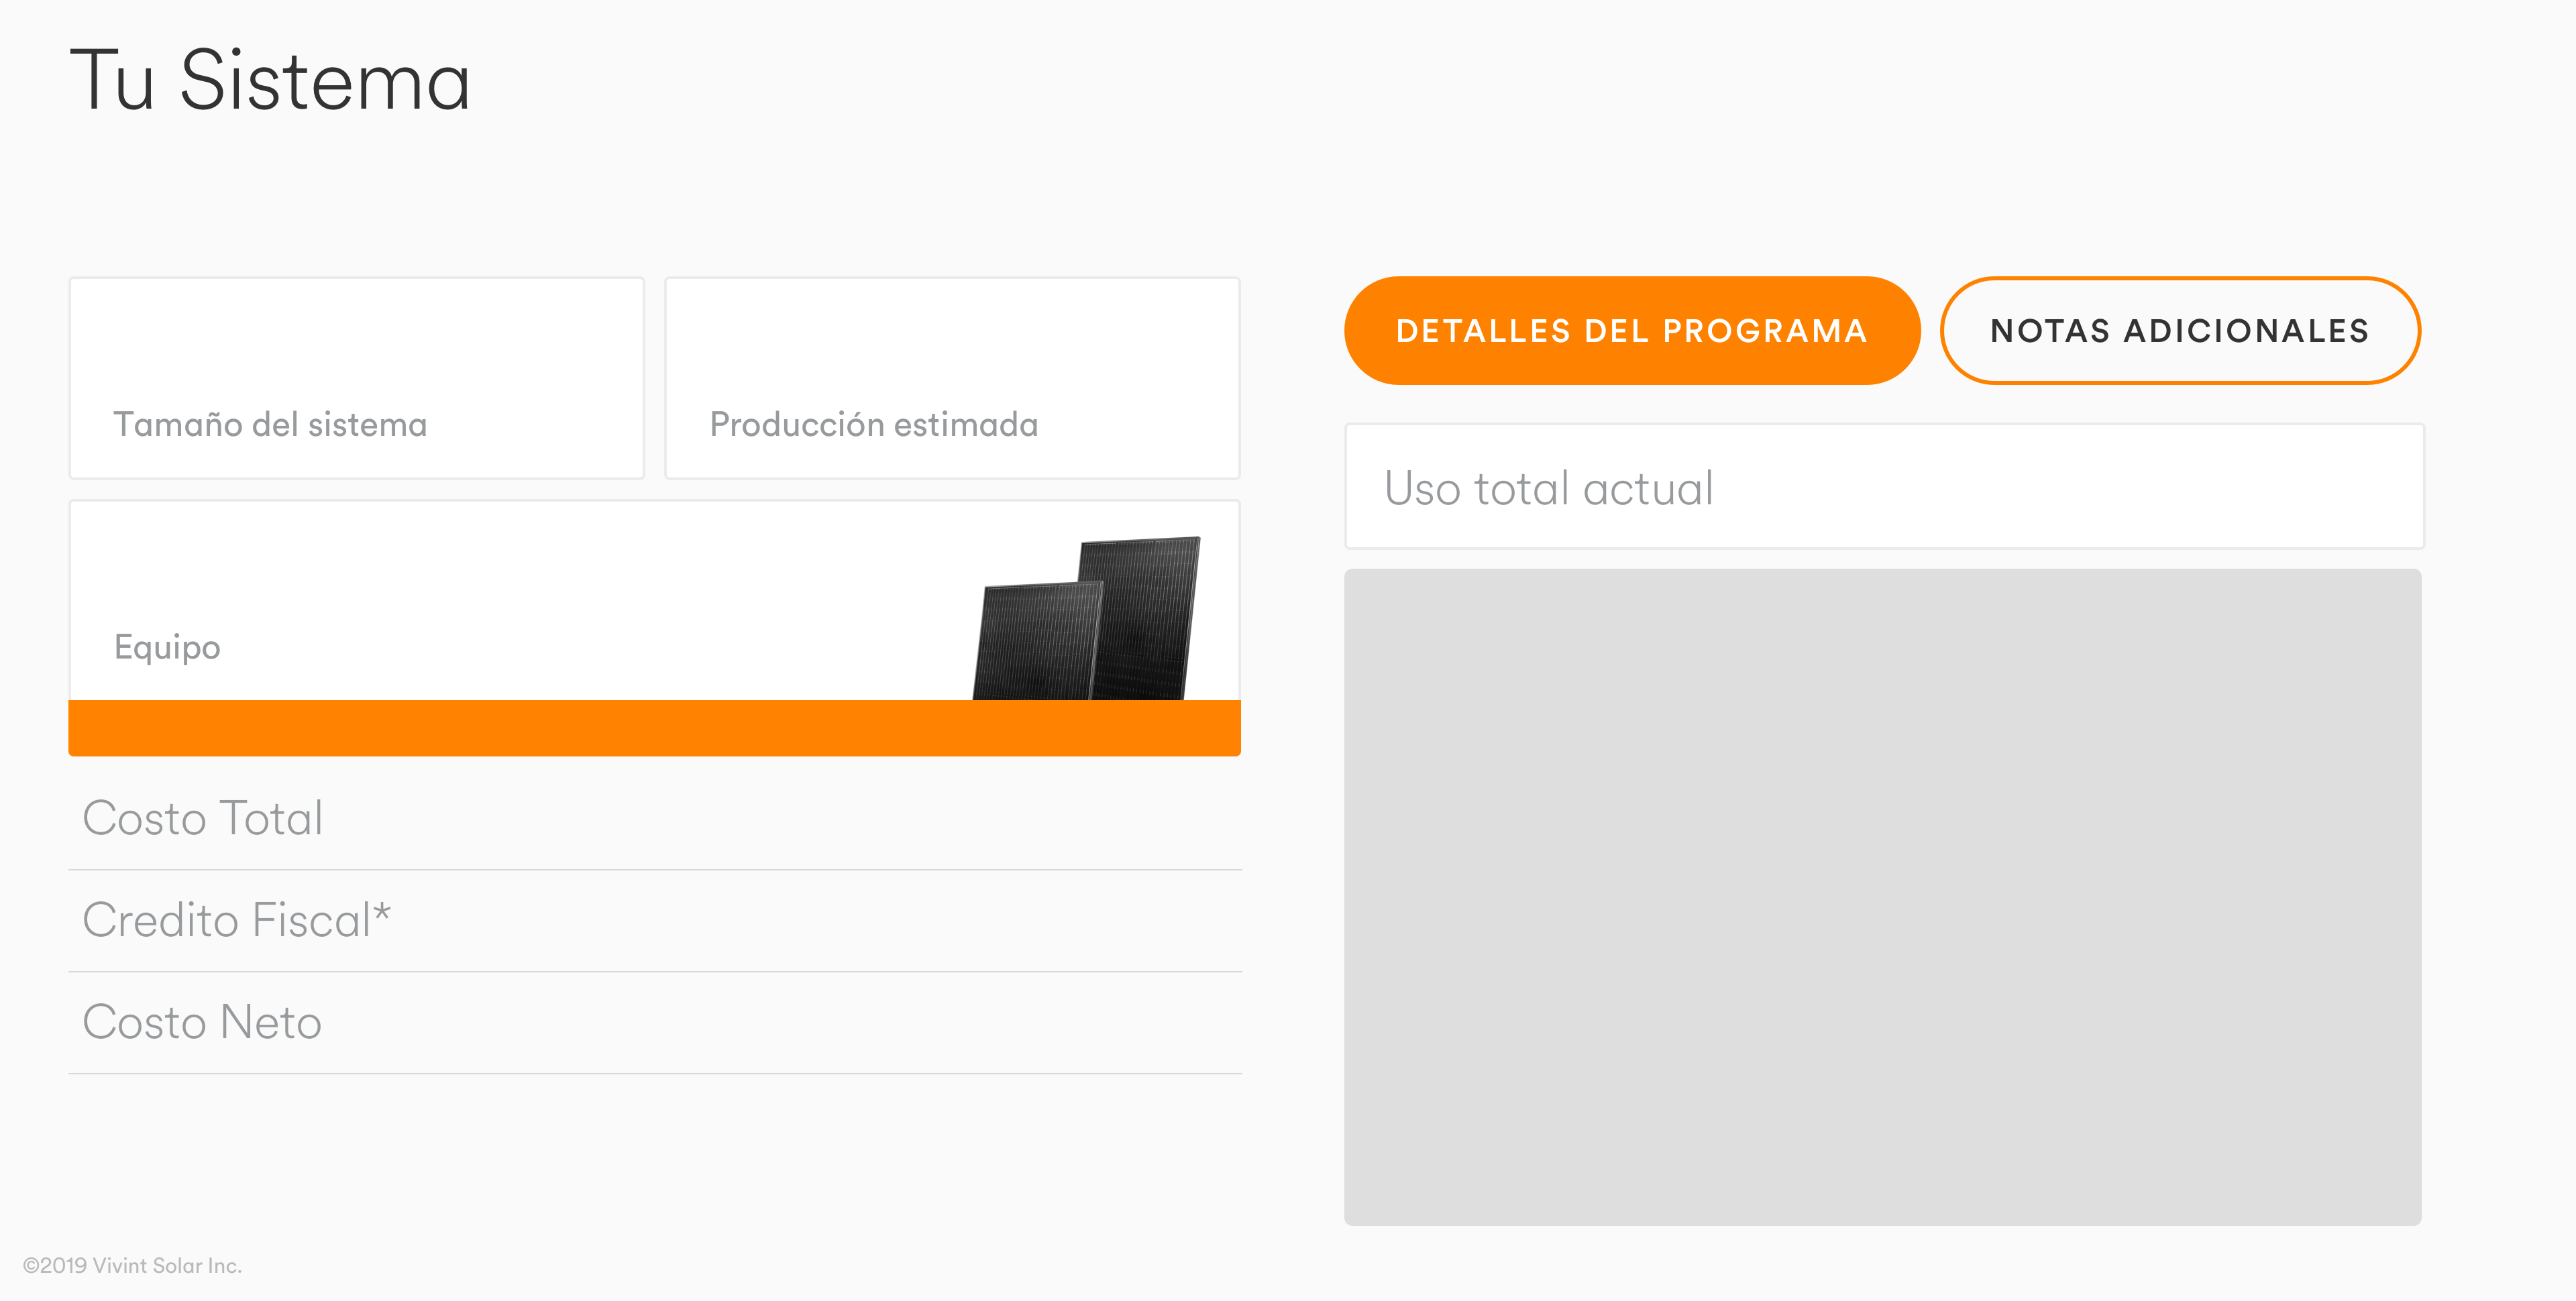 Tu Sistema
Tamaño del sistema
Producción estimada
Equipo
Costo Total
Credito Fiscal*
Costo Neto
DETALLES DEL PROGRAMA
NOTAS ADICIONALES
Uso total actual
©2019 Vivint Solar Inc.